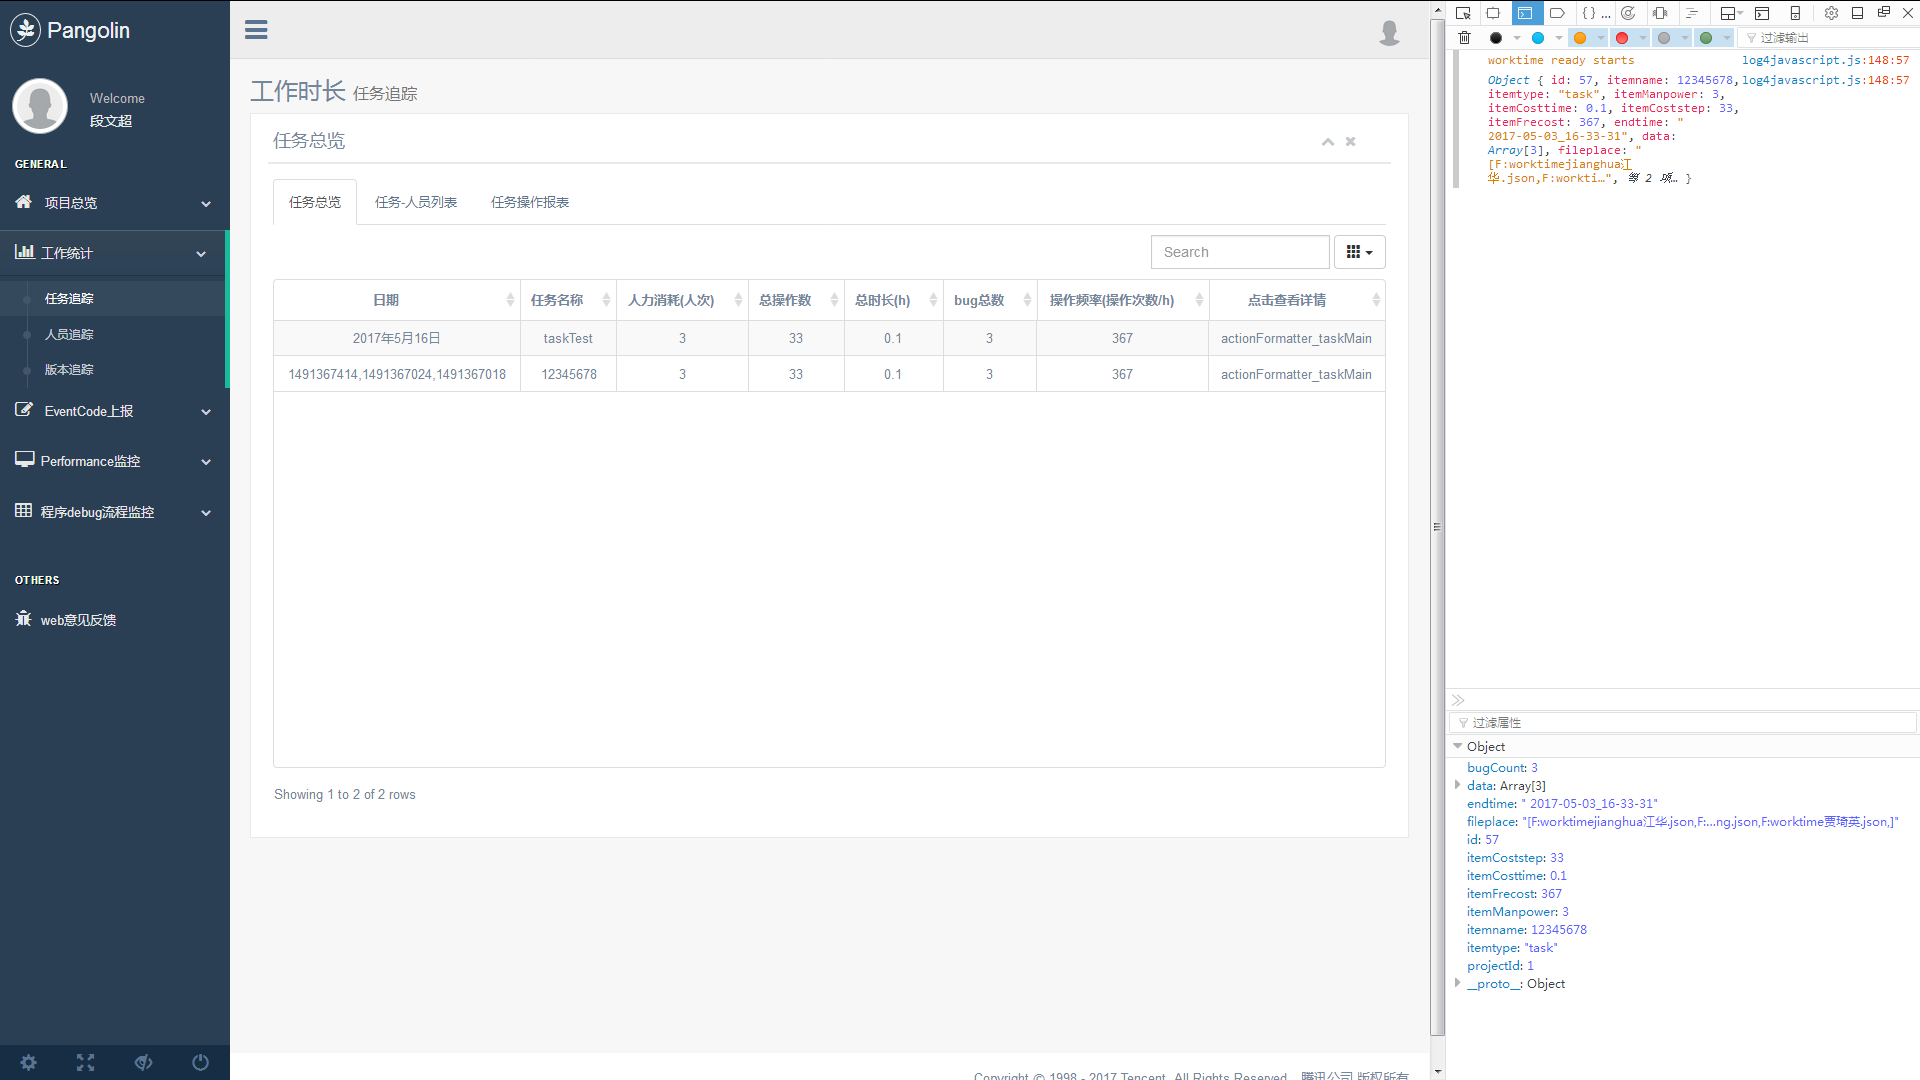 Pangolin
Welcome
段文超
GENERAL
项目总览
工作统计
任务追踪
人员追踪
版本追踪
EventCode上报
Performance监控
程序debug流程监控
OTHERS
web意见反馈
工作时长 任务追踪
任务总览
任务总览 任务-人员列表 任务操作报表
Search
日期 任务名称 人力消耗(人次) 总操作数 总时长(h) bug总数 操作频率(操作次数/h) 点击查看详情
2017年5月16日 taskTest 3 33 0.1 3 367 actionFormatter_taskMain
1491367414,1491367024,1491367018 12345678 3 33 0.1 3 367 actionFormatter_taskMain
Showing 1 to 2 of 2 rows
Copyright © 1998 - 2017 Tencent. All Rights Reserved. 腾讯公司 版权所有
过滤输出
worktime ready starts log4javascript.js:148:57
Object { id: 57, itemname: 12345678, log4javascript.js:148:57
itemtype: "task", itemManpower: 3,
itemCosttime: 0.1, itemCoststep: 33,
itemFrecost: 367, endtime: "
2017-05-03_16-33-31", data:
Array[3], fileplace: "
[F:worktimejianghua江
华.json,F:workti…", 等 2 项… }
过滤属性
Object
bugCount: 3
data: Array[3]
endtime: " 2017-05-03_16-33-31"
fileplace: "[F:worktimejianghua江华.json,F:…ng.json,F:worktime贾琦英.json,]"
id: 57
itemCoststep: 33
itemCosttime: 0.1
itemFrecost: 367
itemManpower: 3
itemname: 12345678
itemtype: "task"
projectId: 1
__proto__: Object